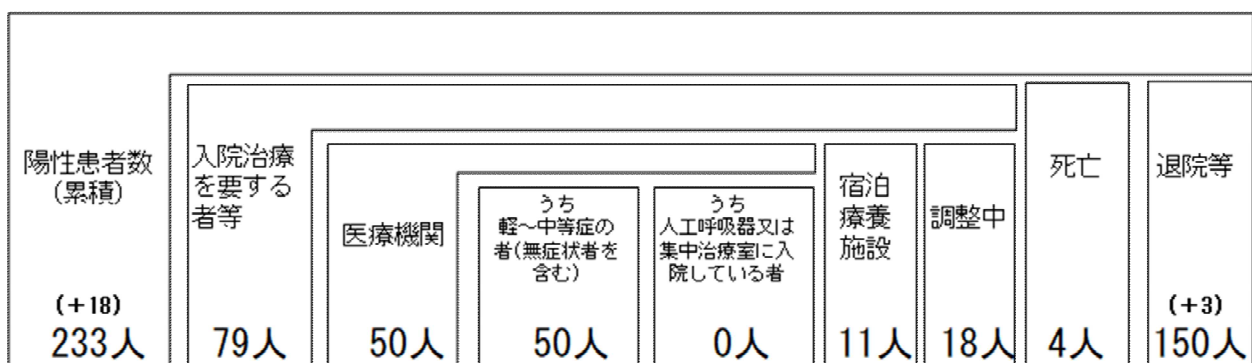 陽性患者数
(累積)
(+18)
233人
入院治療
を要する
者等
79人
医療機関
50人
うち
軽~中等症の
者(無症状者を
含む)
50人
うち
人工呼吸器又は
集中治療室に入
院している者
0人
宿泊
療養
施設
11人
調整中
18人
死亡
4人
退院等
(+3)
150人